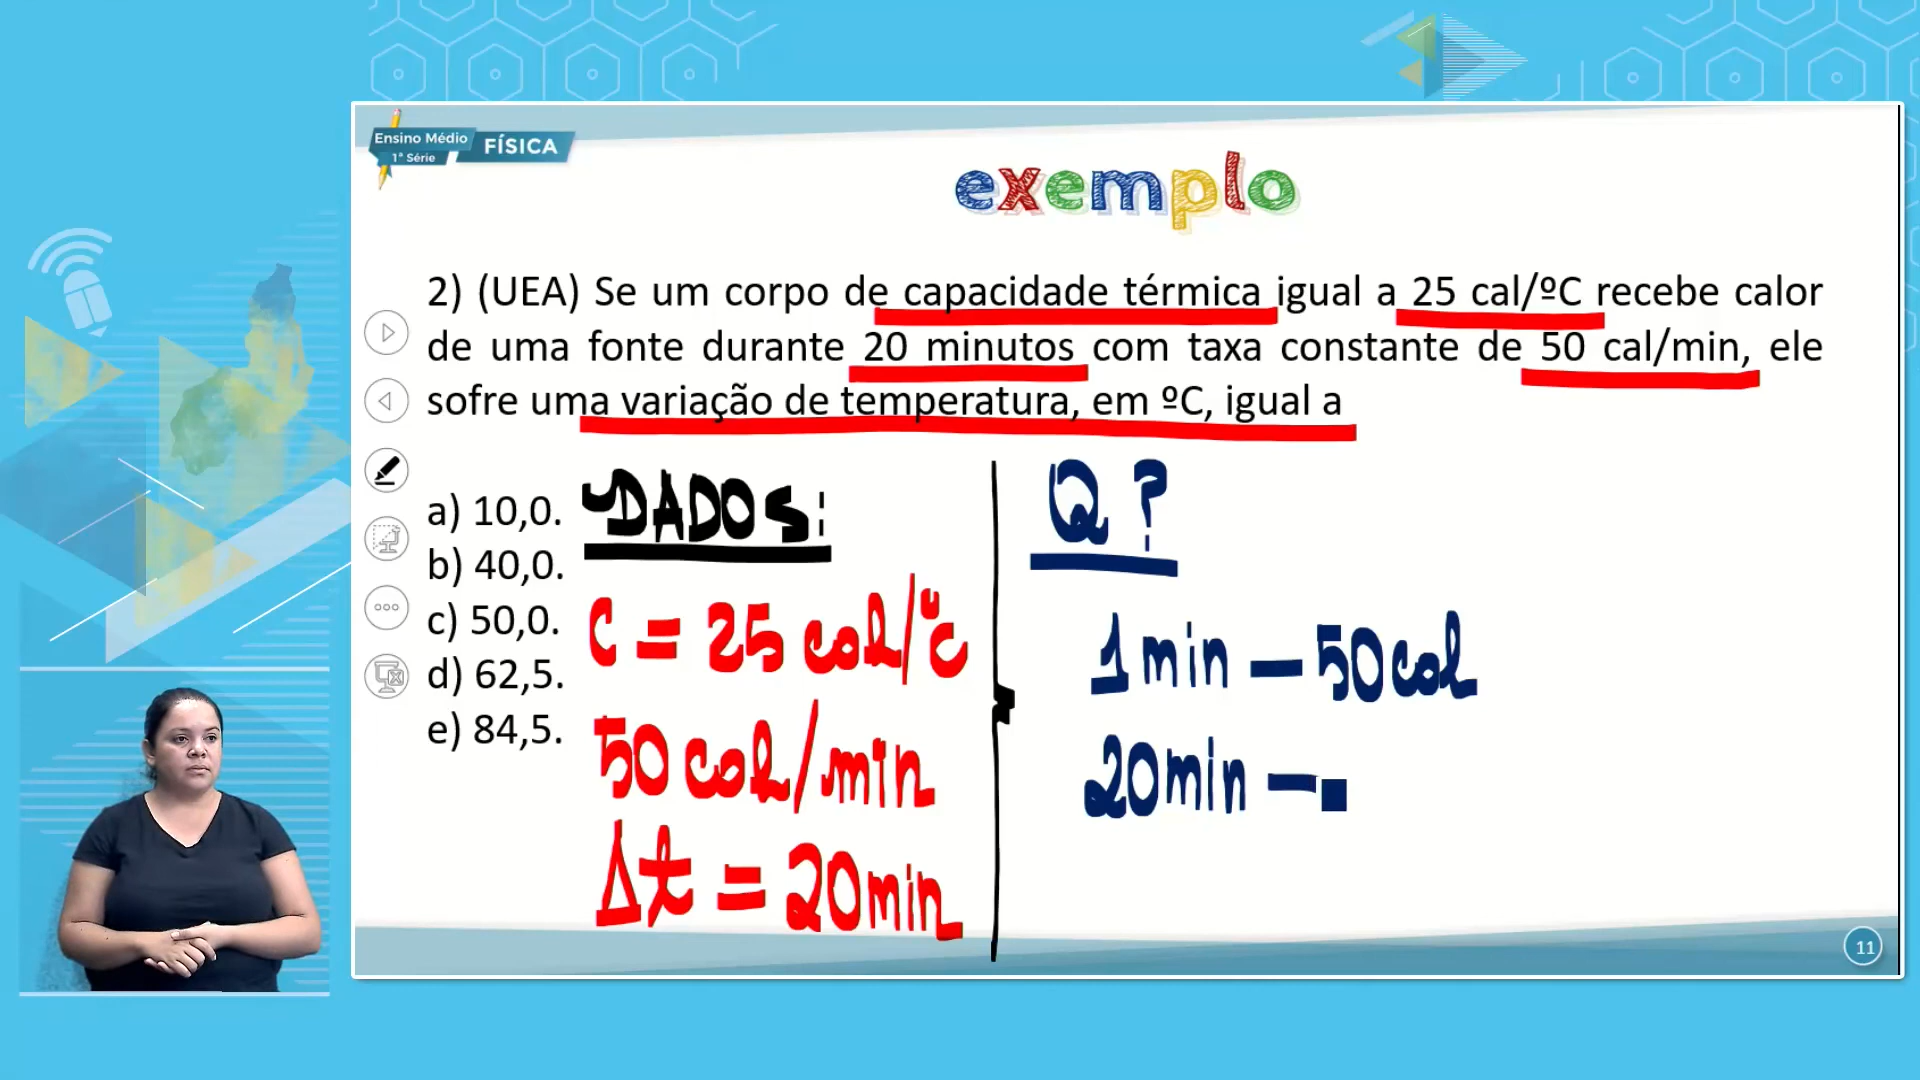 Ensino Médio
1ª Série
FÍSICA
exemplo
2) (UEA) Se um corpo de capacidade térmica igual a 25 cal/ºC recebe calor
de uma fonte durante 20 minutos com taxa constante de 50 cal/min, ele
sofre uma variação de temperatura, em ºC, igual a
a) 10,0.
b) 40,0.
c) 50,0.
d) 62,5.
e) 84,5.
DADOS:
C = 25 cal/°C
50 cal/min
Δt = 20min
Q ?
1 min — 50 cal
20min —
11